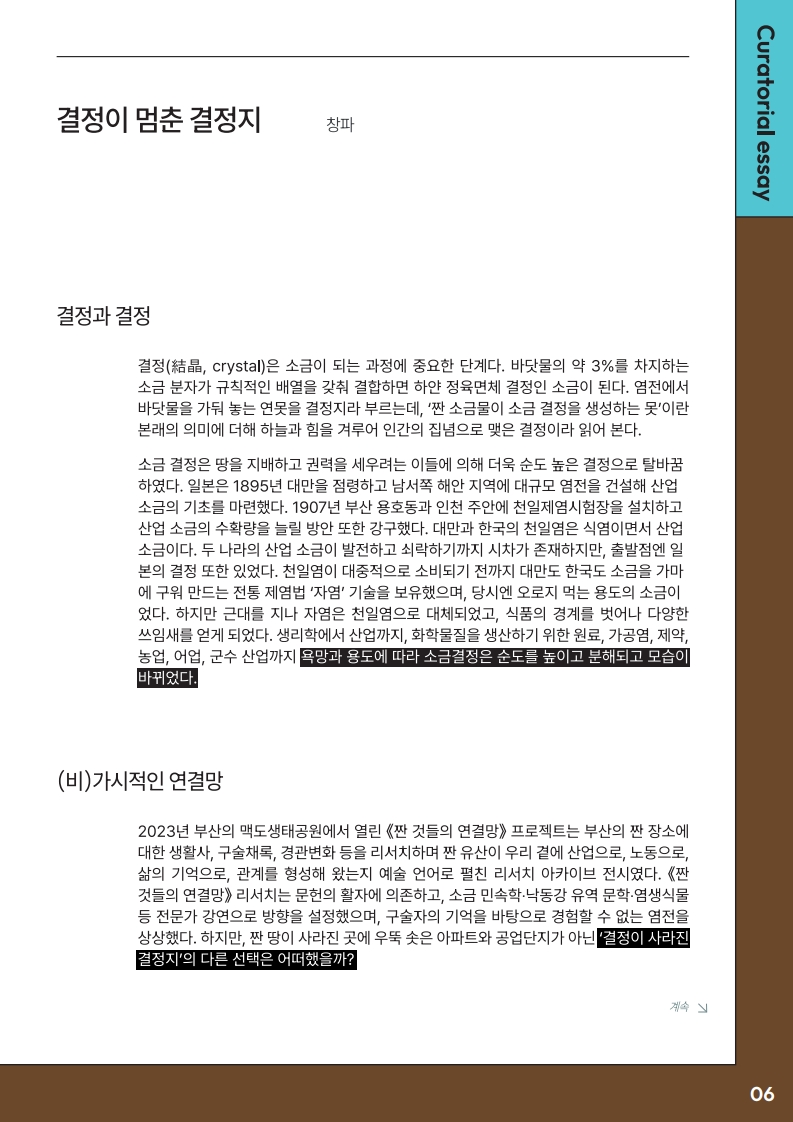 Curatorial essay
결정이 멈춘 결정지 창파
결정과 결정
결정(結晶, crystal)은 소금이 되는 과정에 중요한 단계다. 바닷물의 약 3%를 차지하는
소금 분자가 규칙적인 배열을 갖춰 결합하면 하얀 정육면체 결정인 소금이 된다. 염전에서
바닷물을 가둬 놓는 연못을 결정지라 부르는데, ‘짠 소금물이 소금 결정을 생성하는 못’이란
본래의 의미에 더해 하늘과 힘을 겨루어 인간의 집념으로 맺은 결정이라 읽어 본다.
소금 결정은 땅을 지배하고 권력을 세우려는 이들에 의해 더욱 순도 높은 결정으로 탈바꿈
하였다. 일본은 1895년 대만을 점령하고 남서쪽 해안 지역에 대규모 염전을 건설해 산업
소금의 기초를 마련했다. 1907년 부산 용호동과 인천 주안에 천일제염시험장을 설치하고
산업 소금의 수확량을 늘릴 방안 또한 강구했다. 대만과 한국의 천일염은 식염이면서 산업
소금이다. 두 나라의 산업 소금이 발전하고 쇠락하기까지 시차가 존재하지만, 출발점엔 일
본의 결정 또한 있었다. 천일염이 대중적으로 소비되기 전까지 대만도 한국도 소금을 가마
에 구워 만드는 전통 제염법 ‘자염’ 기술을 보유했으며, 당시엔 오로지 먹는 용도의 소금이
었다. 하지만 근대를 지나 자염은 천일염으로 대체되었고, 식품의 경계를 벗어나 다양한
쓰임새를 얻게 되었다. 생리학에서 산업까지, 화학물질을 생산하기 위한 원료, 가공염, 제약,
농업, 어업, 군수 산업까지 욕망과 용도에 따라 소금결정은 순도를 높이고 분해되고 모습이
바뀌었다.
(비)가시적인 연결망
2023년 부산의 맥도생태공원에서 열린 《짠 것들의 연결망》 프로젝트는 부산의 짠 장소에
대한 생활사, 구술채록, 경관변화 등을 리서치하며 짠 유산이 우리 곁에 산업으로, 노동으로,
삶의 기억으로, 관계를 형성해 왔는지 예술 언어로 펼친 리서치 아카이브 전시였다. 《짠
것들의 연결망》 리서치는 문헌의 활자에 의존하고, 소금 민속학·낙동강 유역 문학·염생식물
등 전문가 강연으로 방향을 설정했으며, 구술자의 기억을 바탕으로 경험할 수 없는 염전을
상상했다. 하지만, 짠 땅이 사라진 곳에 우뚝 솟은 아파트와 공업단지가 아닌 ‘결정이 사라진
결정지’의 다른 선택은 어떠했을까?
계속 ↘
06